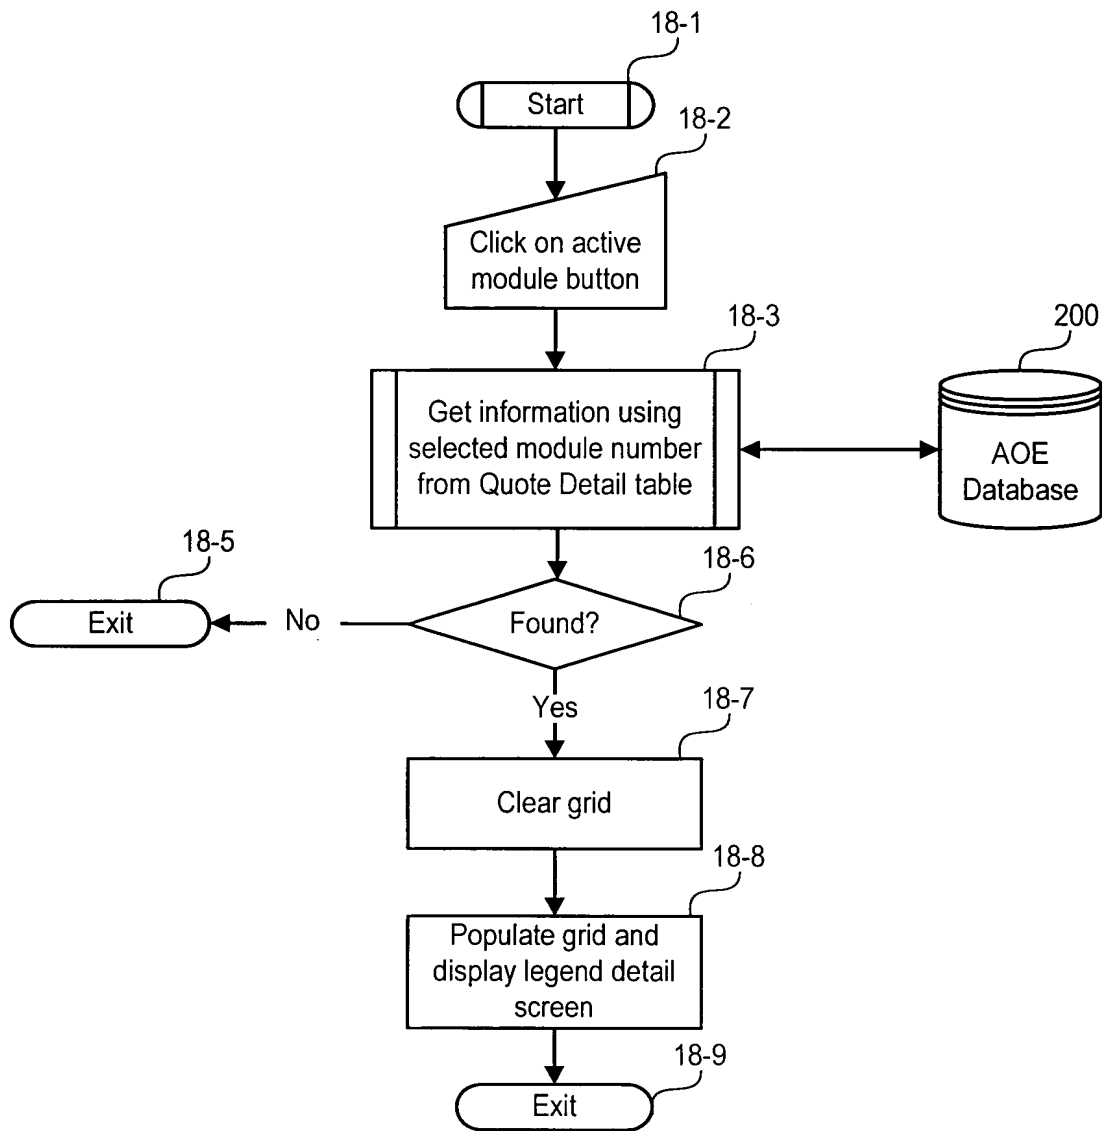 18-1
Start
18-2
Click on active
module button
18-3
200
Get information using
selected module number
from Quote Detail table
AOE
Database
18-5
18-6
Exit
No
Found?
Yes
18-7
Clear grid
18-8
Populate grid and
display legend detail
screen
18-9
Exit